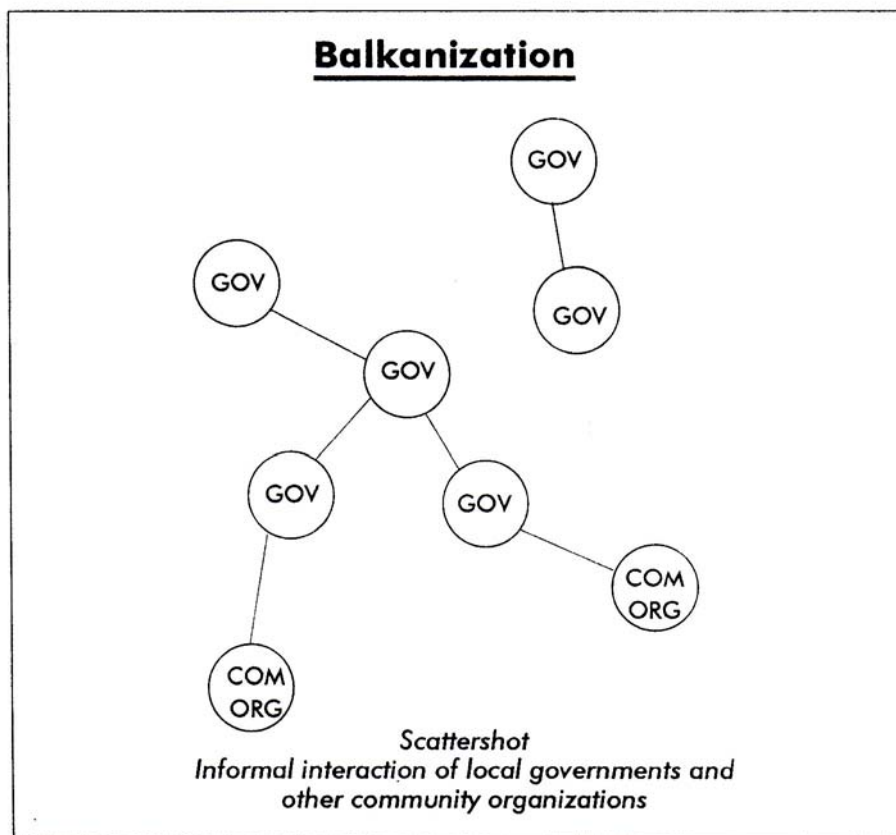 Balkanization
GOV
GOV
GOV
GOV
GOV
GOV
COM
ORG
COM
ORG
Scattershot
Informal interaction of local governments and
other community organizations